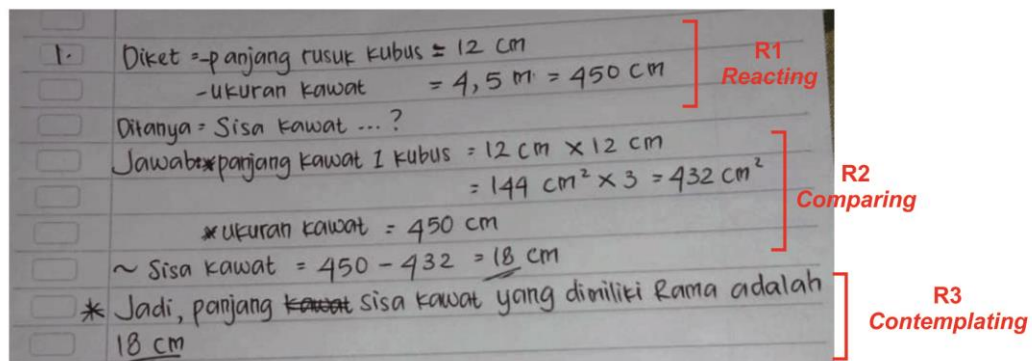 1. Diket = -panjang rusuk kubus = 12 cm
-ukuran kawat = 4,5 m = 450 cm
R1
Reacting
Ditanya = Sisa kawat ... ?
Jawab : * panjang kawat 1 kubus = 12 cm x 12 cm
= 144 cm² x 3 = 432 cm²
* ukuran kawat = 450 cm
~ Sisa kawat = 450 - 432 = 18 cm
R2
Comparing
* Jadi, panjang kawat sisa kawat yang dimiliki Rama adalah
18 cm
R3
Contemplating